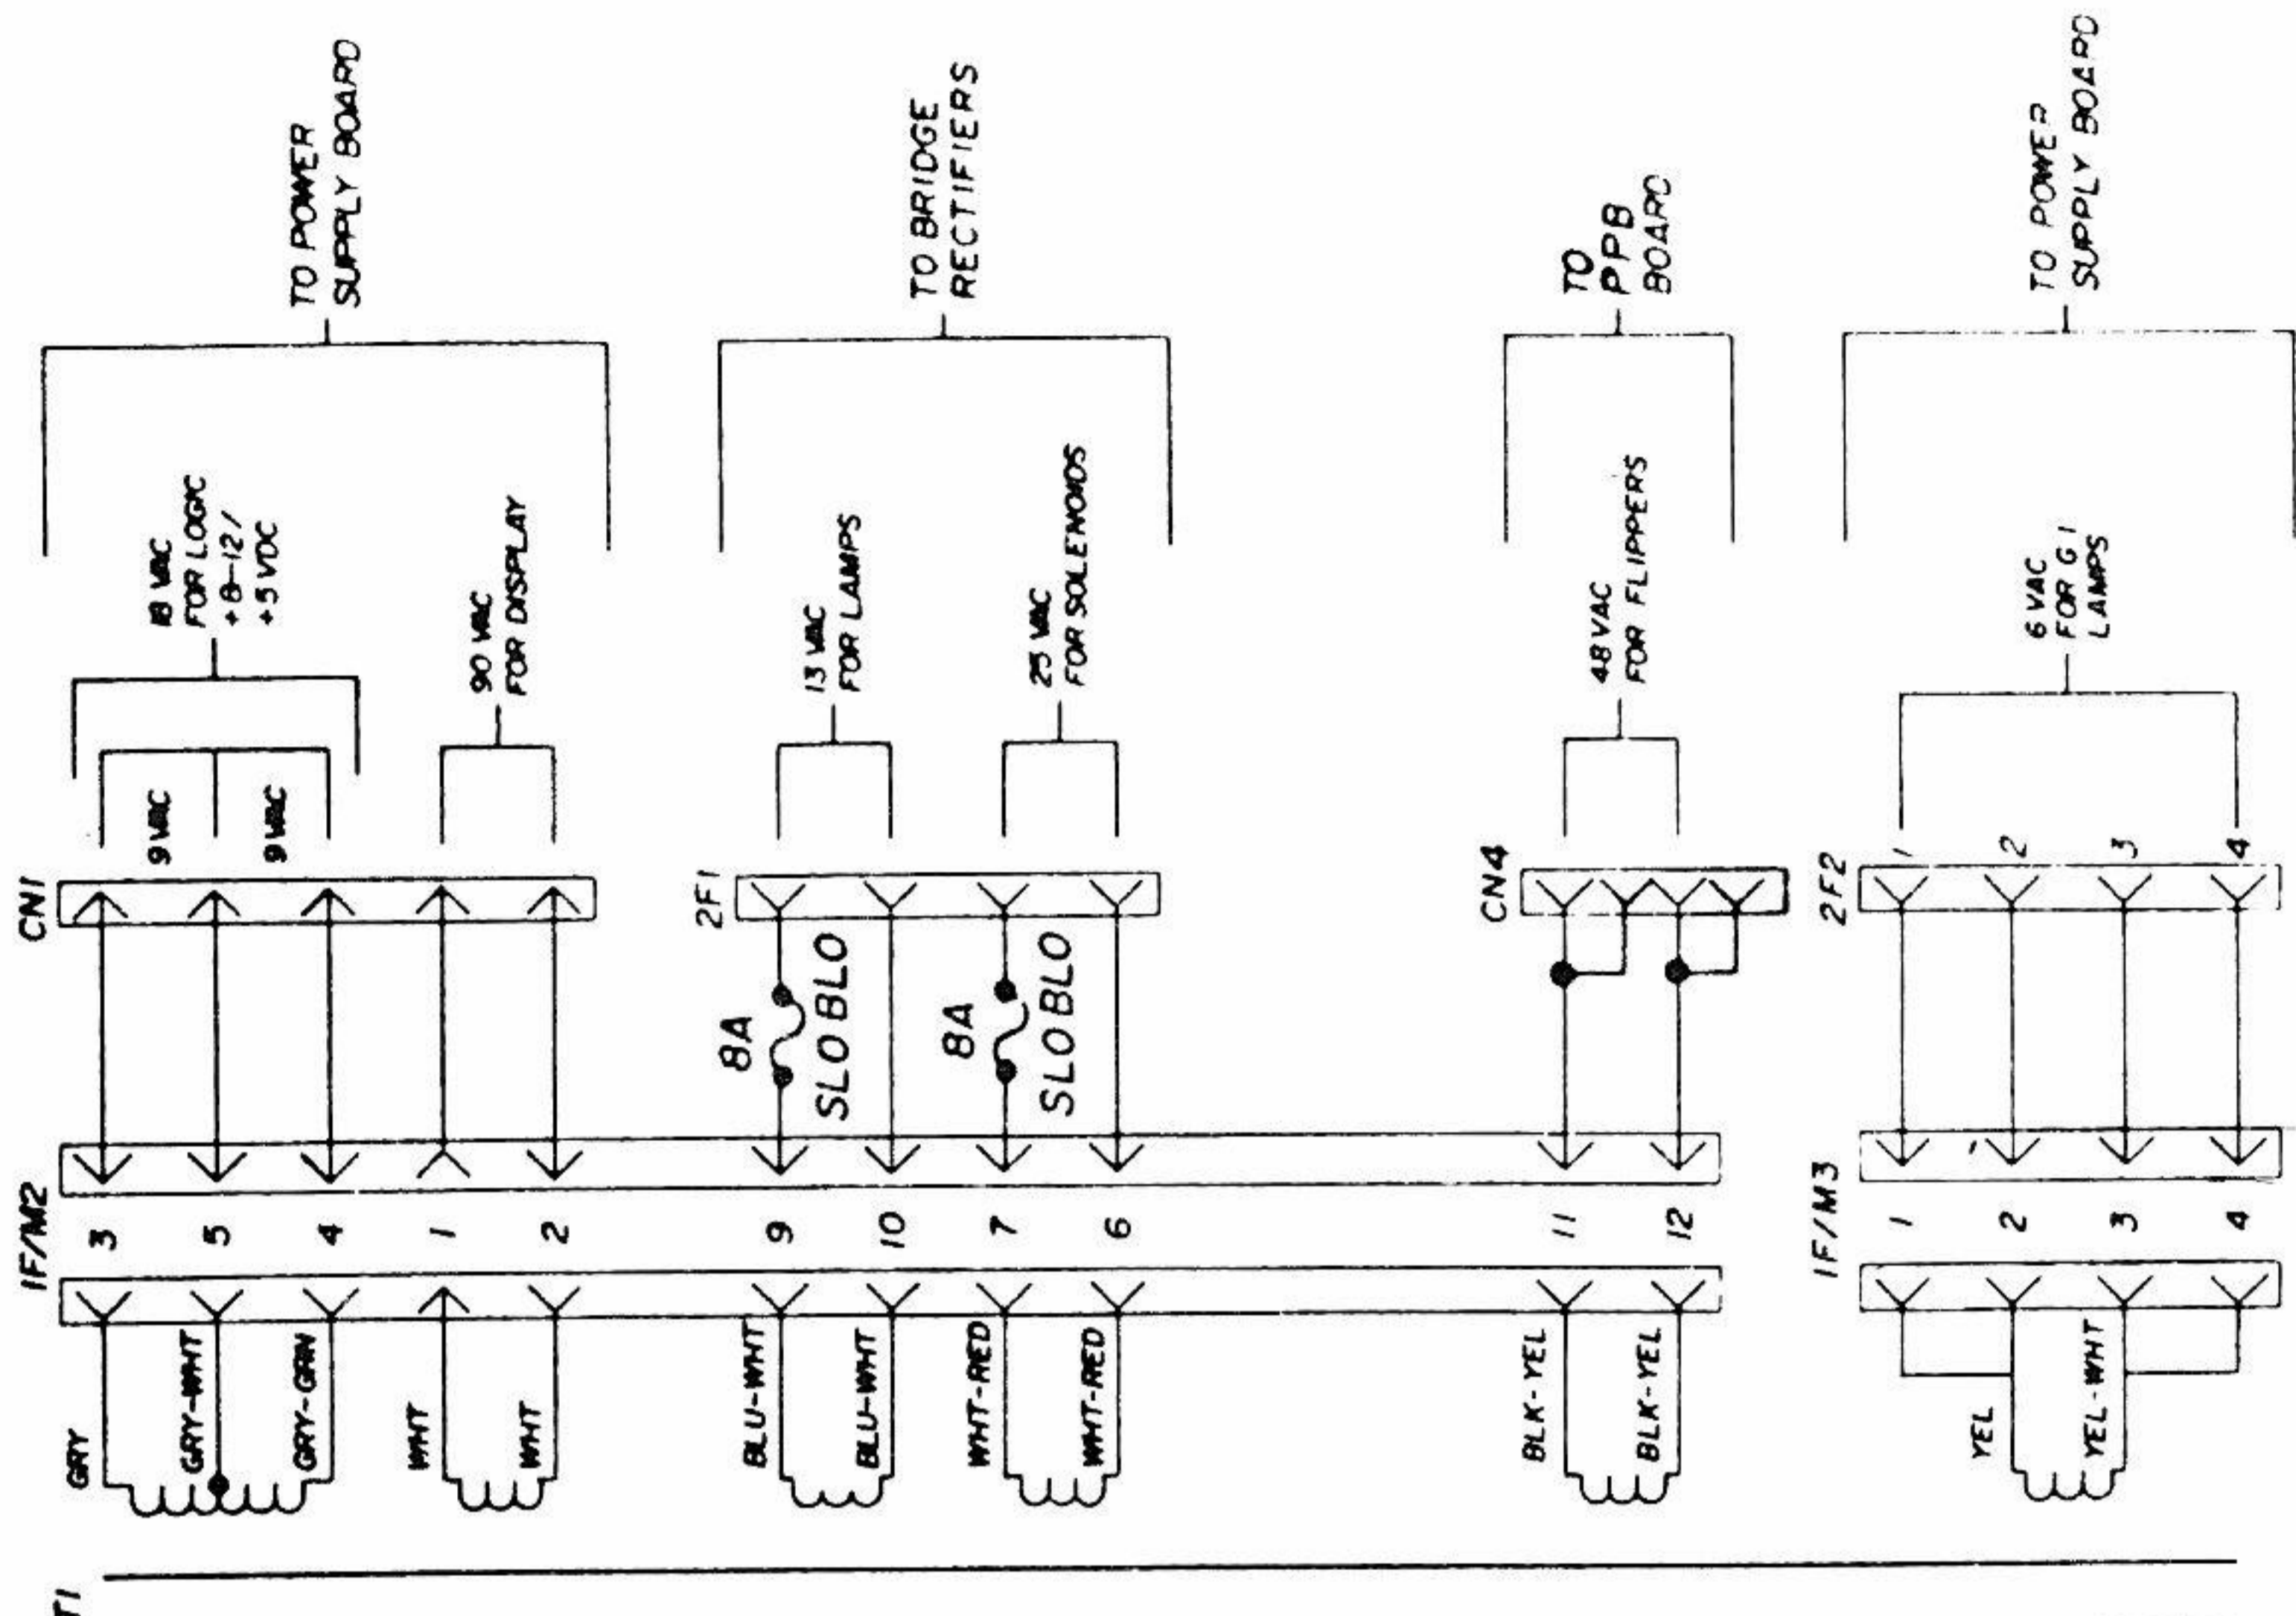 T1
GRY
GRY-WHT
GRY-GRN
WHT
WHT
BLU-WHT
BLU-WHT
WHT-RED
WHT-RED
BLK-YEL
BLK-YEL
YEL
YEL-WHT
1F/M2
3
5
4
1
2
9
10
7
6
11
12
1F/M3
1
2
3
4
8A
SLO BLO
8A
SLO BLO
CN1
2F1
CN4
2F2
1
2
3
4
9 VAC
9 VAC
18 VAC
FOR LOGIC
+8-12/
+5 VDC
90 VAC
FOR DISPLAY
13 VAC
FOR LAMPS
25 VAC
FOR SOLENOIDS
48 VAC
FOR FLIPPERS
6 VAC
FOR G I
LAMPS
TO POWER
SUPPLY BOARD
TO BRIDGE
RECTIFIERS
TO
PPB
BOARD
TO POWER
SUPPLY BOARD